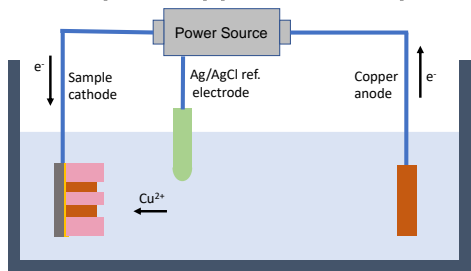 Power Source
e⁻
Sample
cathode
Ag/AgCl ref.
electrode
Copper
anode
e⁻
Cu²⁺